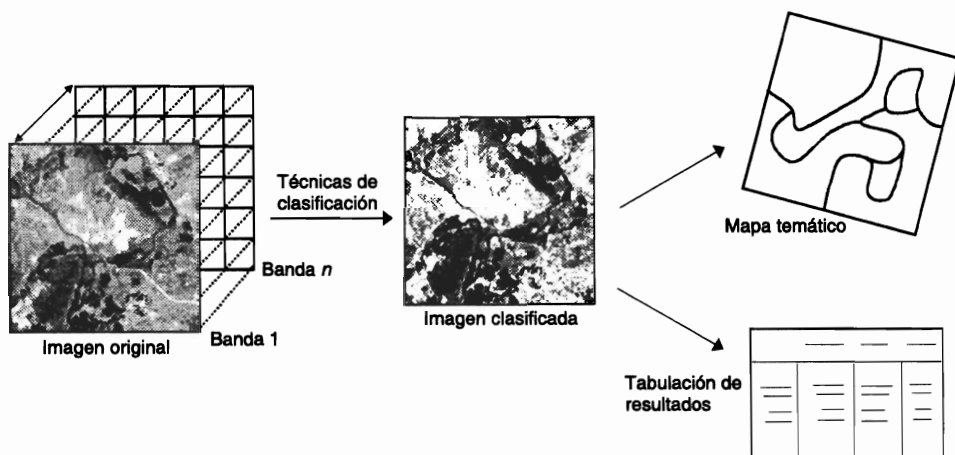 Técnicas de
clasificación
Banda n
Banda 1
Imagen original
Imagen clasificada
Mapa temático
Tabulación de
resultados